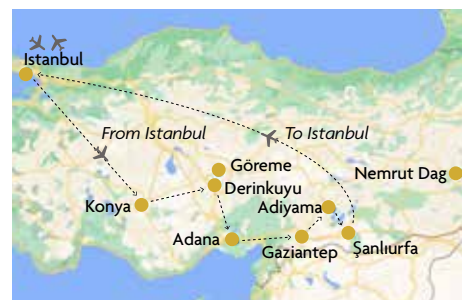 Istanbul
From Istanbul
To Istanbul
Göreme
Nemrut Dag
Derinkuyu
Konya
Adiyama
Adana
Gaziantep
Şanlıurfa